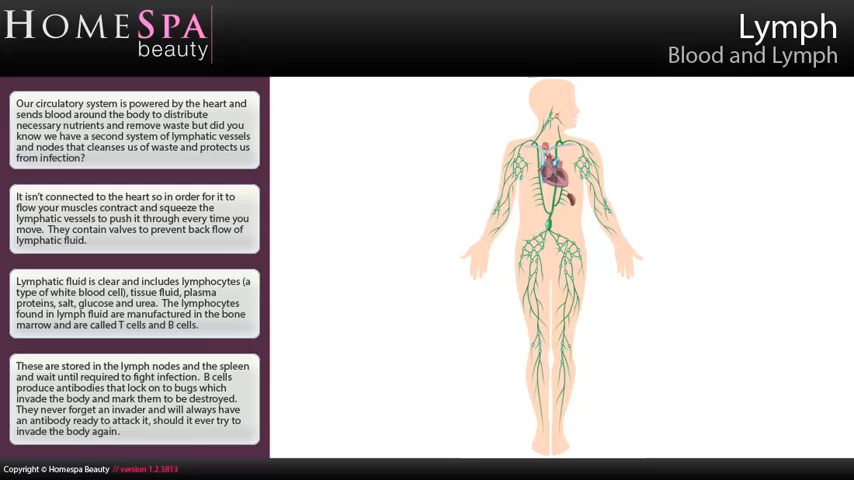 HOMESPA
beauty
Lymph
Blood and Lymph
Our circulatory system is powered by the heart and
sends blood around the body to distribute
necessary nutrients and remove waste but did you
know we have a second system of lymphatic vessels
and nodes that cleanses us of waste and protects us
from infection?
It isn't connected to the heart so in order for it to
flow your muscles contract and squeeze the
lymphatic vessels to push it through every time you
move. They contain valves to prevent back flow of
lymphatic fluid.
Lymphatic fluid is clear and includes lymphocytes (a
type of white blood cell), tissue fluid, plasma
proteins, salt, glucose and urea. The lymphocytes
found in lymph fluid are manufactured in the bone
marrow and are called T cells and B cells.
These are stored in the lymph nodes and the spleen
and wait until required to fight infection. B cells
produce antibodies that lock on to bugs which
invade the body and mark them to be destroyed.
They never forget an invader and will always have
an antibody ready to attack it, should it ever try to
invade the body again.
Copyright © Homespa Beauty // version 1.2.3813